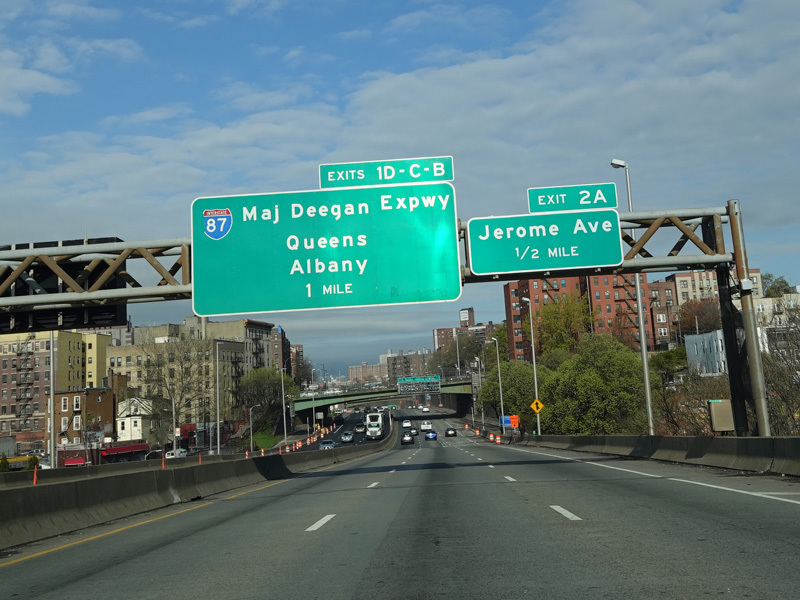 EXITS 1D-C-B
INTERSTATE
87
Maj Deegan Expwy
Queens
Albany
1 MILE
EXIT 2A
Jerome Ave
1/2 MILE